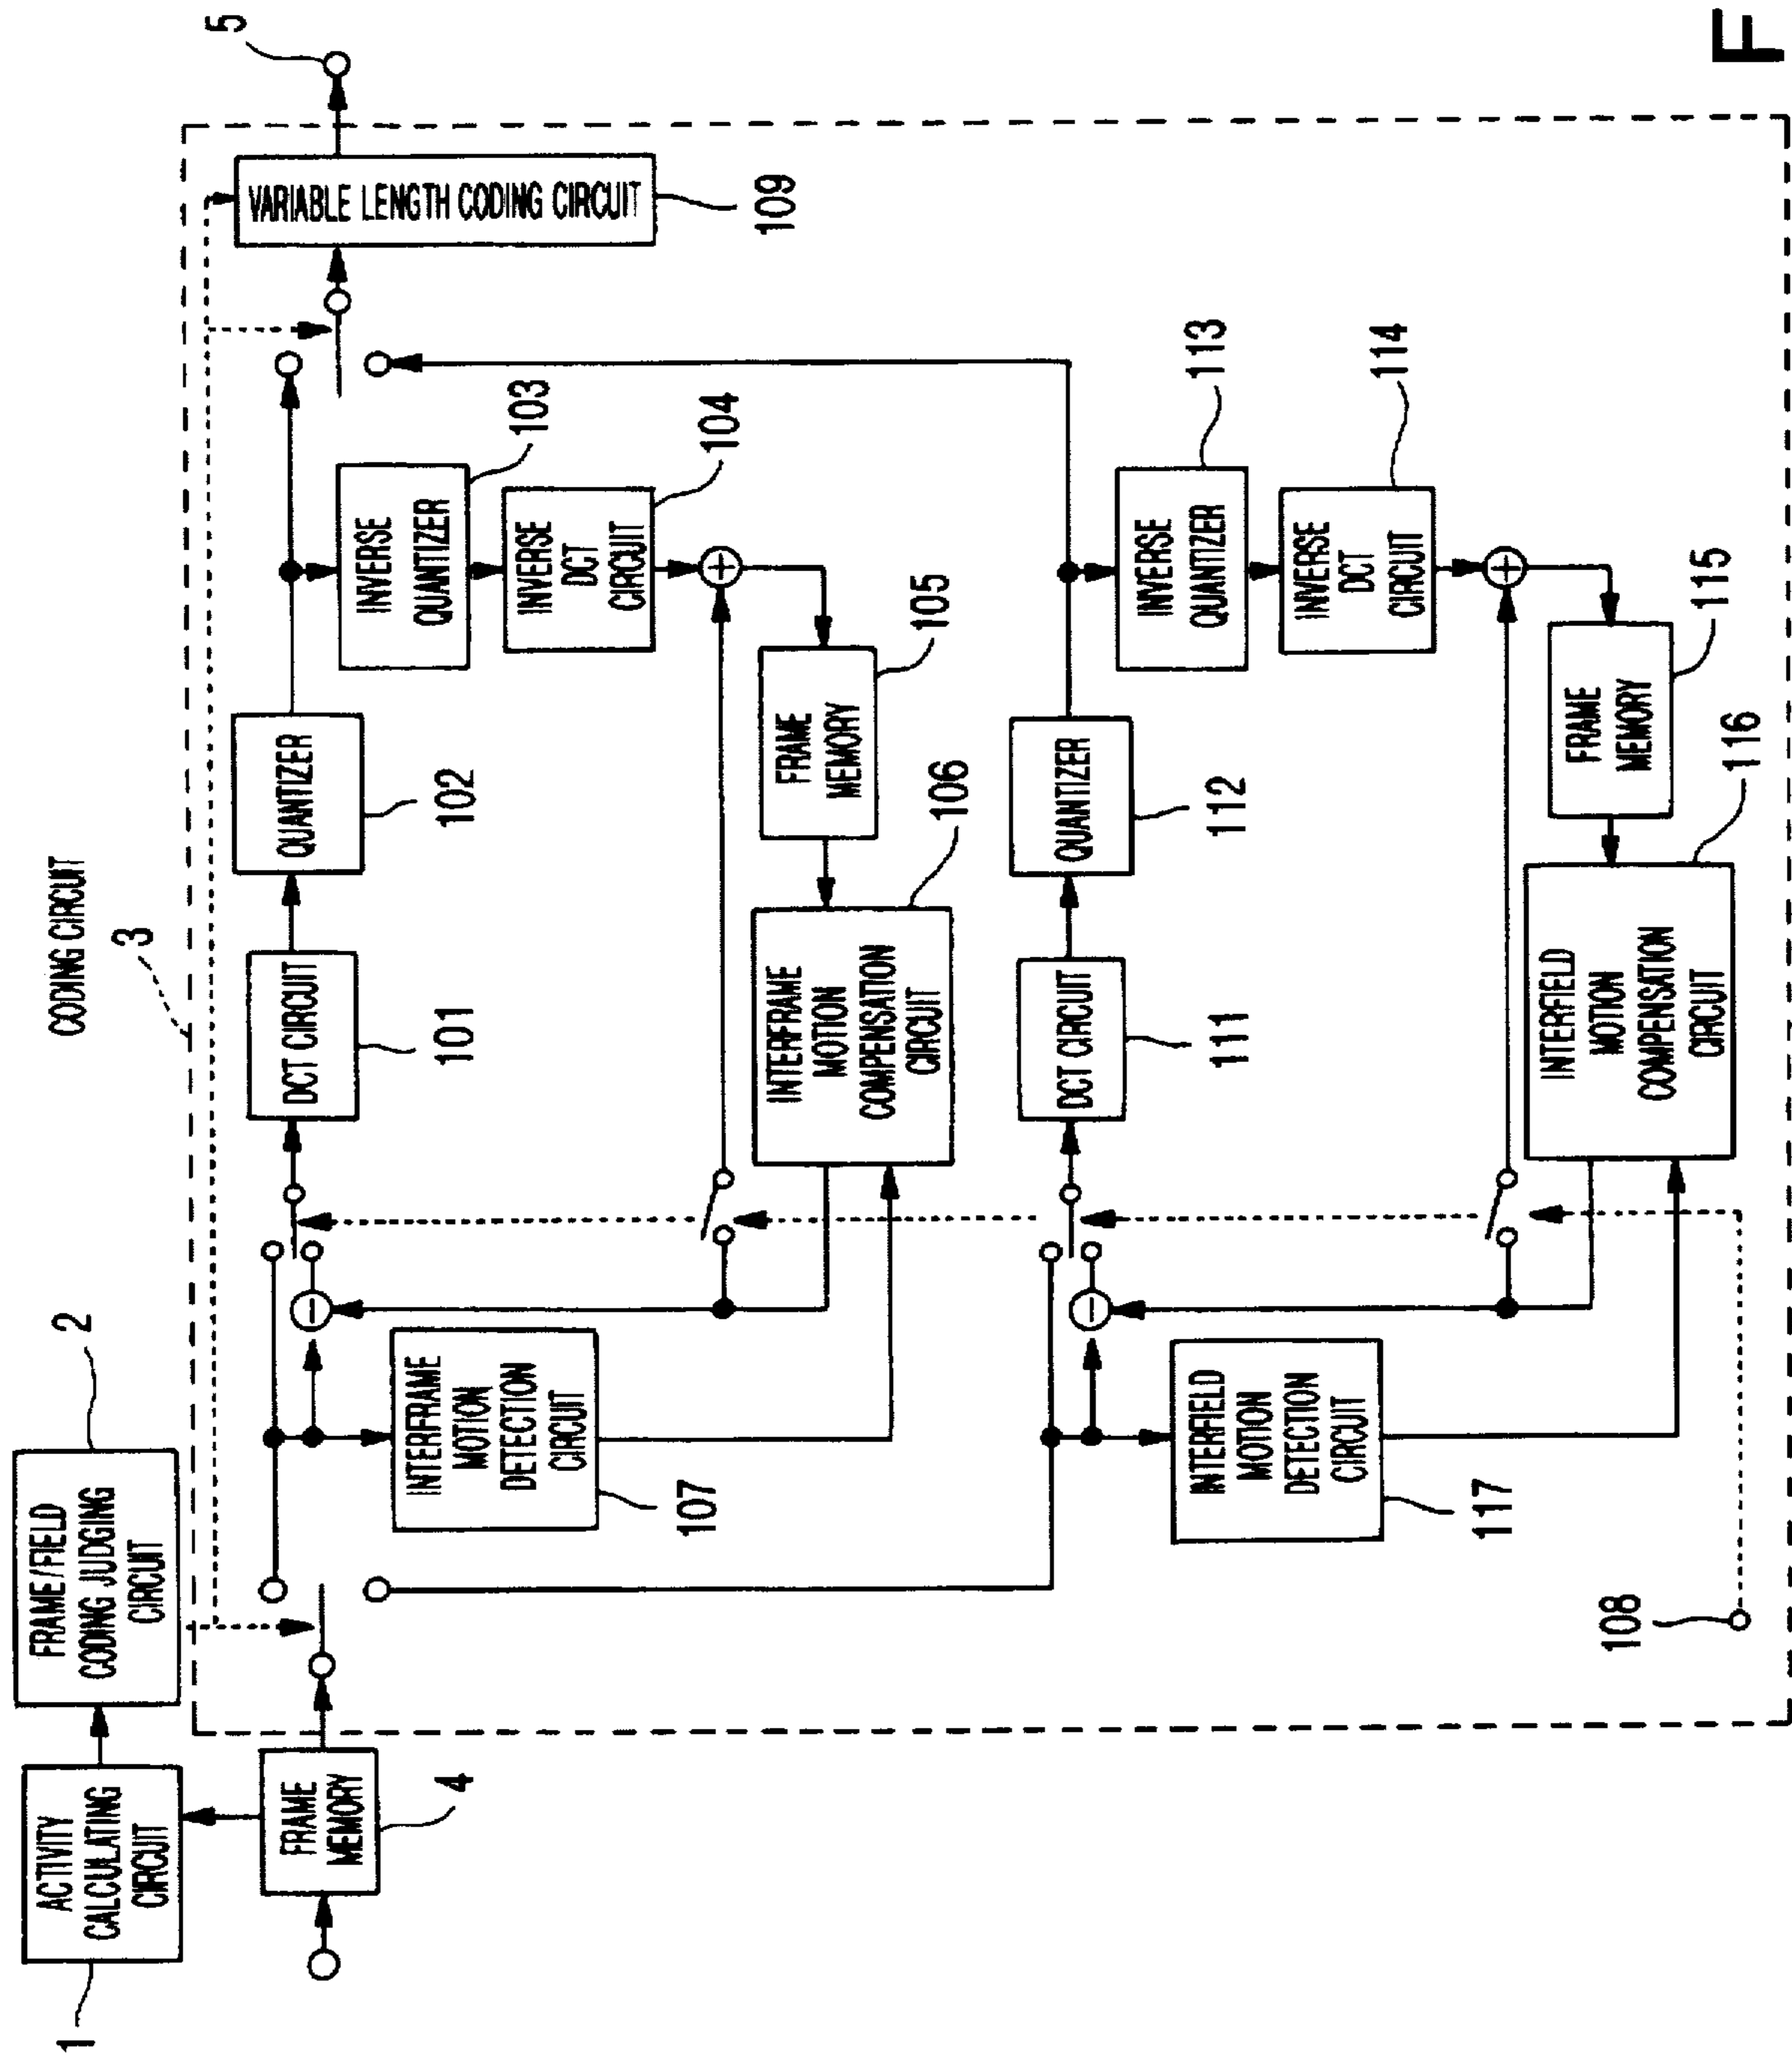 CODING CIRCUIT
3
1
ACTIVITY
CALCULATING
CIRCUIT
FRAME/FIELD
CODING JUDGING
CIRCUIT
2
FRAME
MEMORY
4
DCT CIRCUIT
101
QUANTIZER
102
VARIABLE LENGTH CODING CIRCUIT
109
5
INTERFRAME
MOTION
DETECTION
CIRCUIT
107
INVERSE
QUANTIZER
103
INVERSE
DCT
CIRCUIT
104
FRAME
MEMORY
105
INTERFRAME
MOTION
COMPENSATION
CIRCUIT
106
DCT CIRCUIT
111
QUANTIZER
112
INTERFIELD
MOTION
DETECTION
CIRCUIT
117
INVERSE
QUANTIZER
113
INVERSE
DCT
CIRCUIT
114
FRAME
MEMORY
115
INTERFIELD
MOTION
COMPENSATION
CIRCUIT
116
108
F